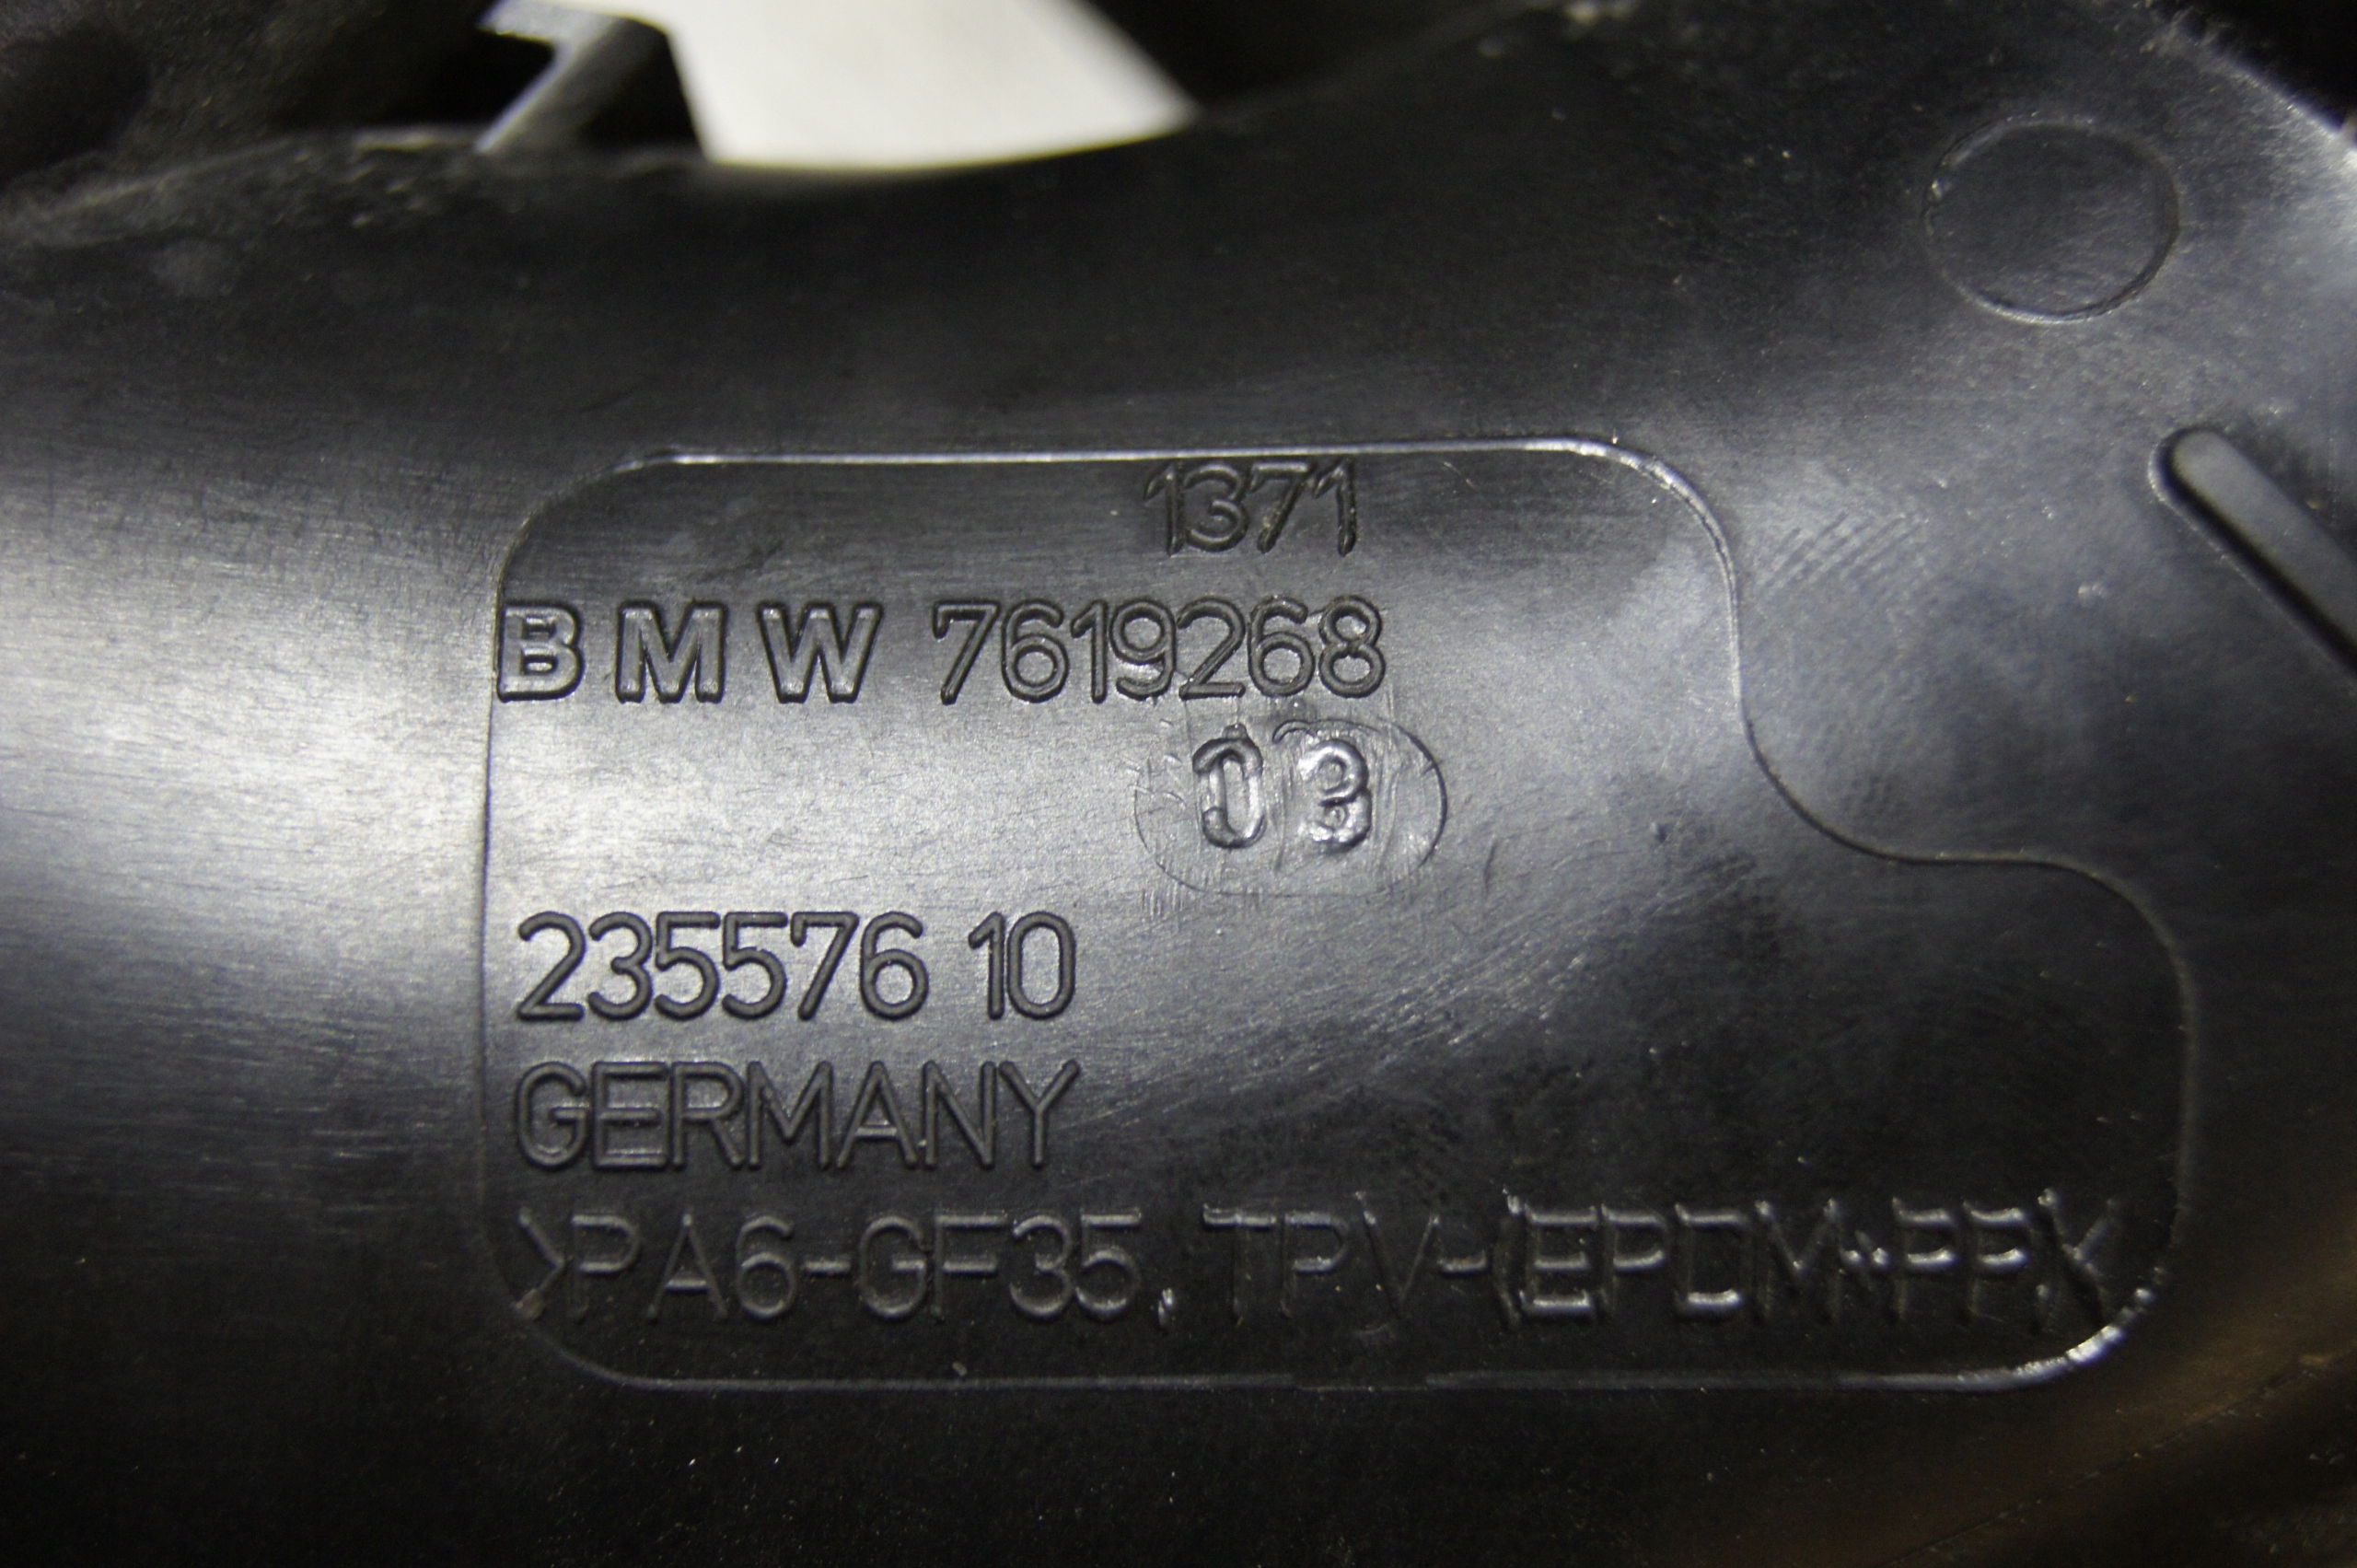 1371
BMW 7619268
03
235576 10
GERMANY
>PA6-GF35, TPV-(EPDM+PP)<